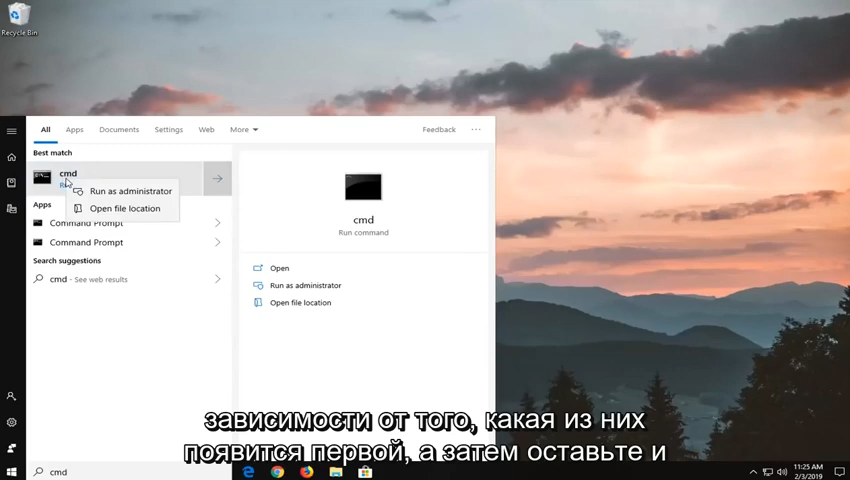 Recycle Bin
All Apps Documents Settings Web More Feedback ...
Best match
cmd
Run as administrator
Open file location
Apps
Command Prompt
Command Prompt
Search suggestions
cmd - See web results
cmd
Run command
Open
Run as administrator
Open file location
зависимости от того, какая из них
появится первой, а затем оставьте и
cmd
11:25 AM
2/3/2019